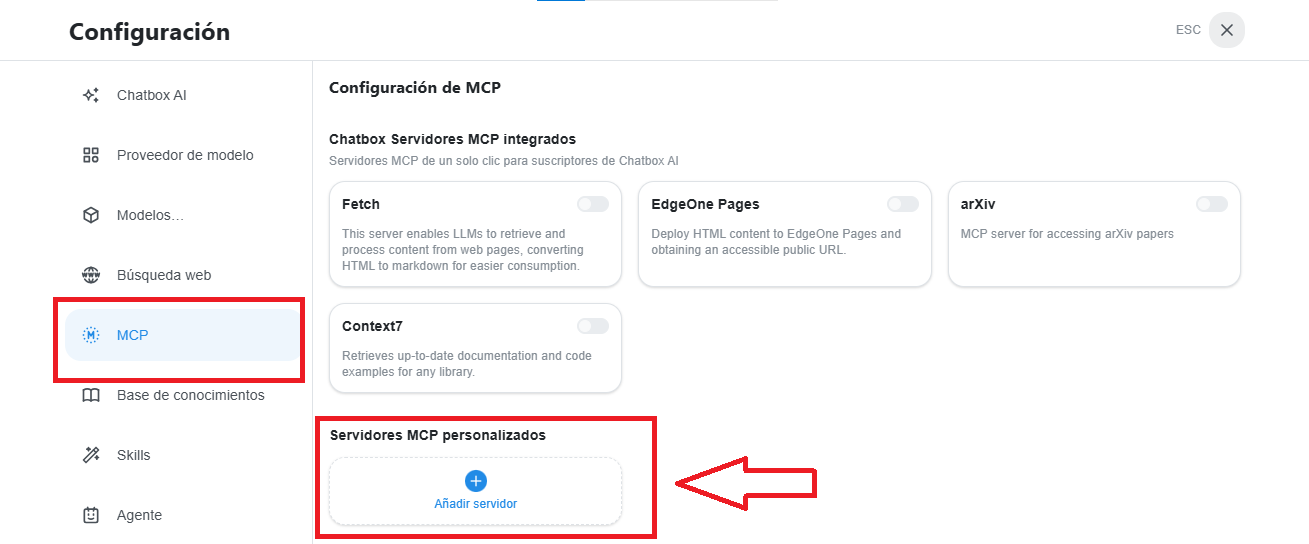 Configuración
ESC
Chatbox AI
Proveedor de modelo
Modelos...
Búsqueda web
M
MCP
Base de conocimientos
Skills
Agente
Configuración de MCP
Chatbox Servidores MCP integrados
Servidores MCP de un solo clic para suscriptores de Chatbox AI
Fetch
This server enables LLMs to retrieve and
process content from web pages, converting
HTML to markdown for easier consumption.
EdgeOne Pages
Deploy HTML content to EdgeOne Pages and
obtaining an accessible public URL.
arXiv
MCP server for accessing arXiv papers
Context7
Retrieves up-to-date documentation and code
examples for any library.
Servidores MCP personalizados
Añadir servidor